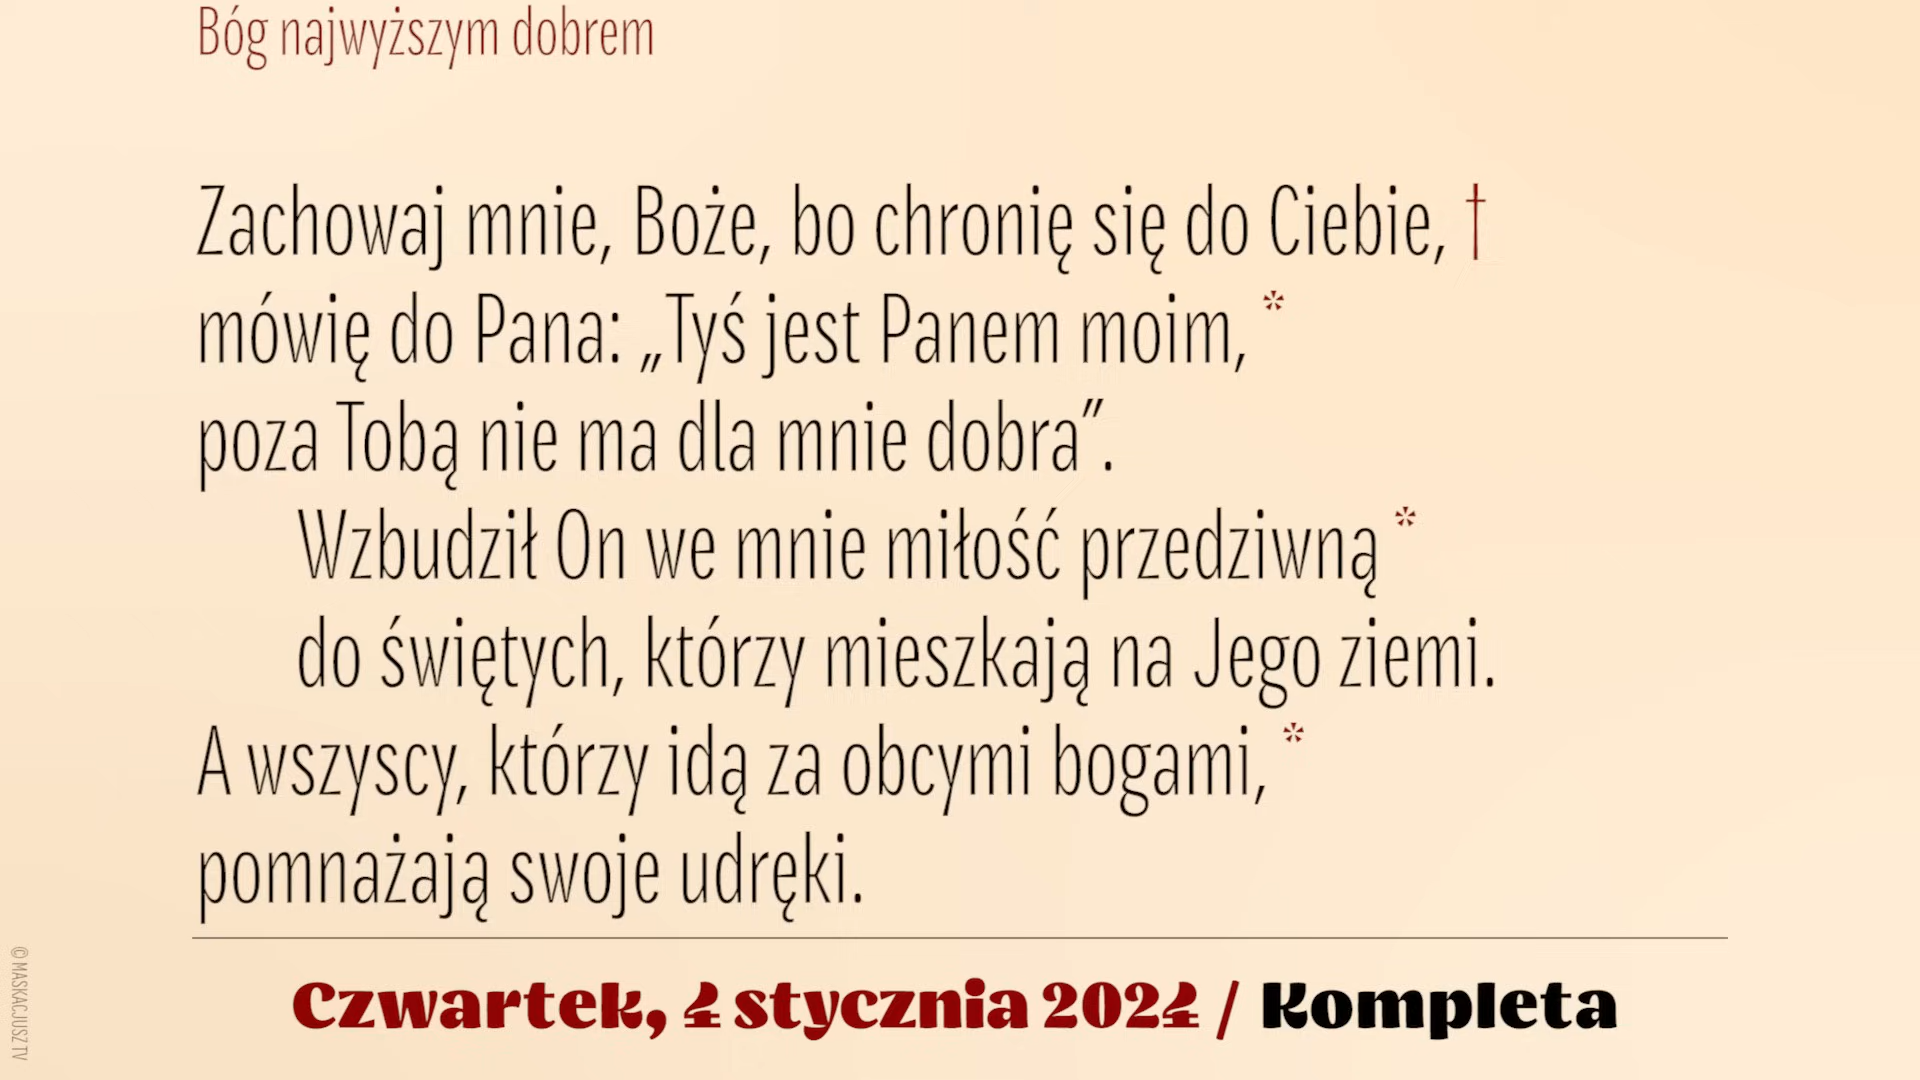 Bóg najwyższym dobrem
Zachowaj mnie, Boże, bo chronię się do Ciebie, †
mówię do Pana: „Tyś jest Panem moim, *
poza Tobą nie ma dla mnie dobra”.
Wzbudził On we mnie miłość przedziwną *
do świętych, którzy mieszkają na Jego ziemi.
A wszyscy, którzy idą za obcymi bogami, *
pomnażają swoje udręki.
Czwartek, 4 stycznia 2024 / Kompleta
© MASKACJUSZ TV